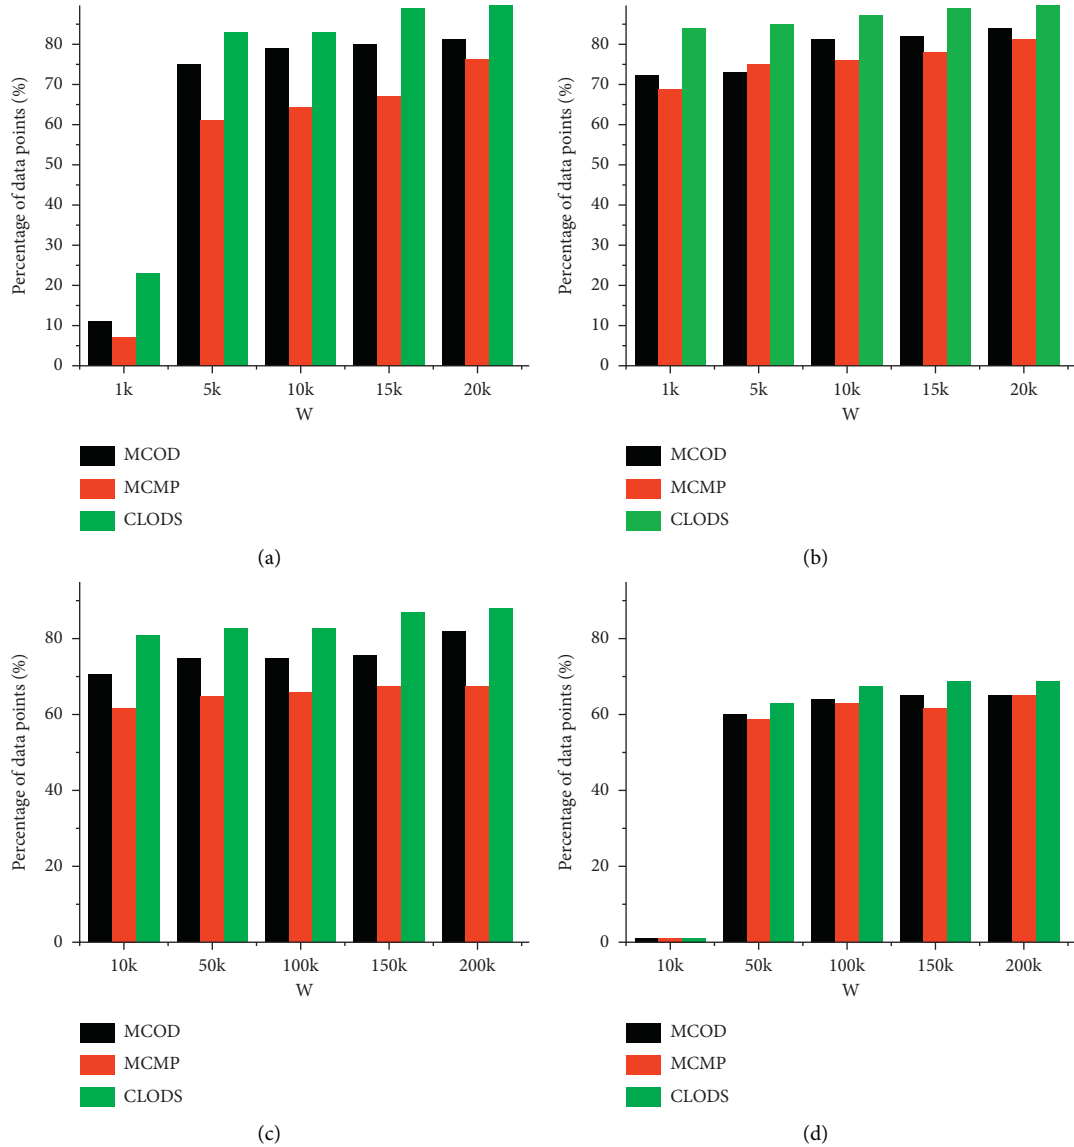 Percentage of data points (%)
80
70
60
50
40
30
20
10
0
1k 5k 10k 15k 20k
W
MCOD
MCMP
CLODS
(a)
Percentage of data points (%)
80
70
60
50
40
30
20
10
0
1k 5k 10k 15k 20k
W
MCOD
MCMP
CLODS
(b)
Percentage of data points (%)
80
60
40
20
0
10k 50k 100k 150k 200k
W
MCOD
MCMP
CLODS
(c)
Percentage of data points (%)
80
60
40
20
0
10k 50k 100k 150k 200k
W
MCOD
MCMP
CLODS
(d)